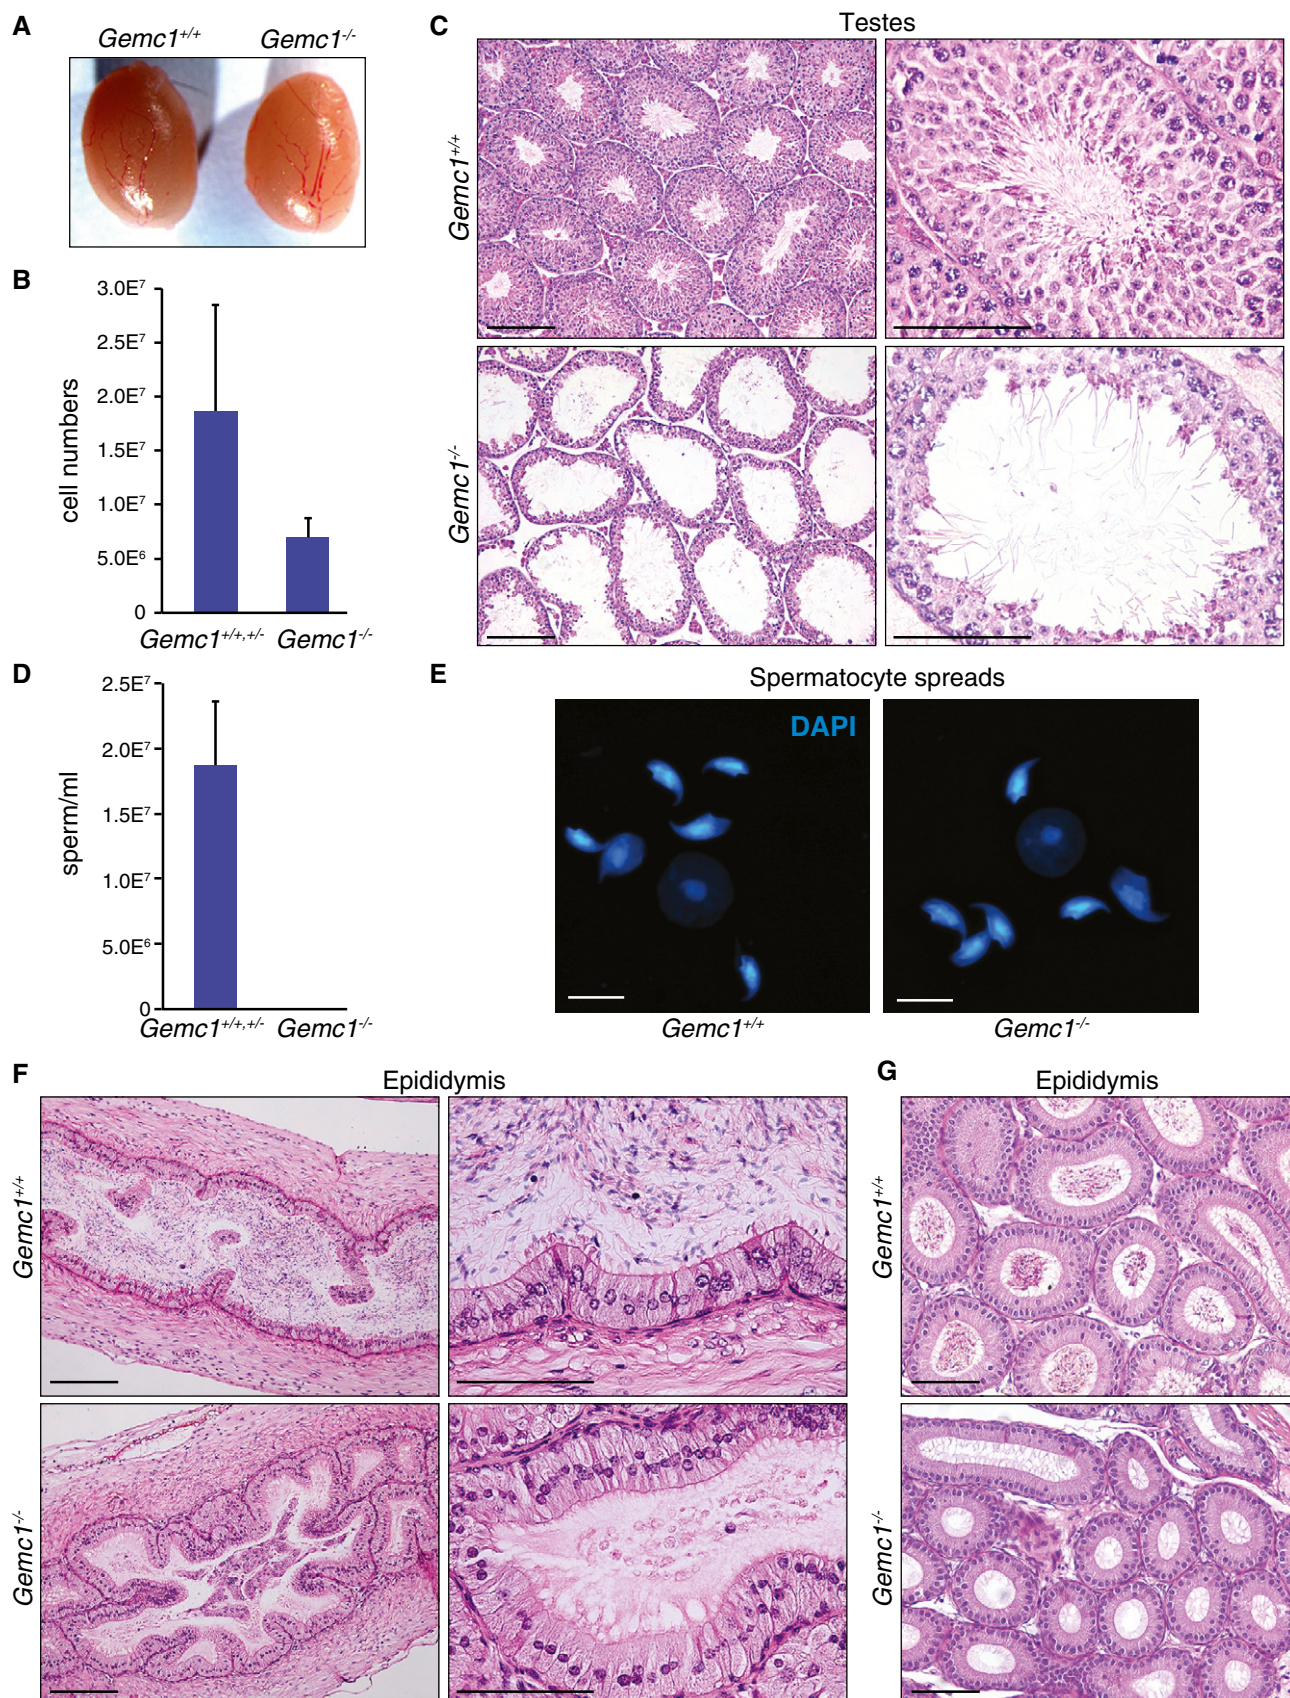 A
Gemc1+/+
Gemc1-/-
B
3.0E7
2.5E7
2.0E7
1.5E7
1.0E7
5.0E6
0
cell numbers
Gemc1+/+,+/-
Gemc1-/-
C
Testes
Gemc1+/+
Gemc1-/-
D
2.5E7
2.0E7
1.5E7
1.0E7
5.0E6
0
sperm/ml
Gemc1+/+,+/-
Gemc1-/-
E
Spermatocyte spreads
DAPI
Gemc1+/+
Gemc1-/-
F
Epididymis
Gemc1+/+
Gemc1-/-
G
Epididymis
Gemc1+/+
Gemc1-/-